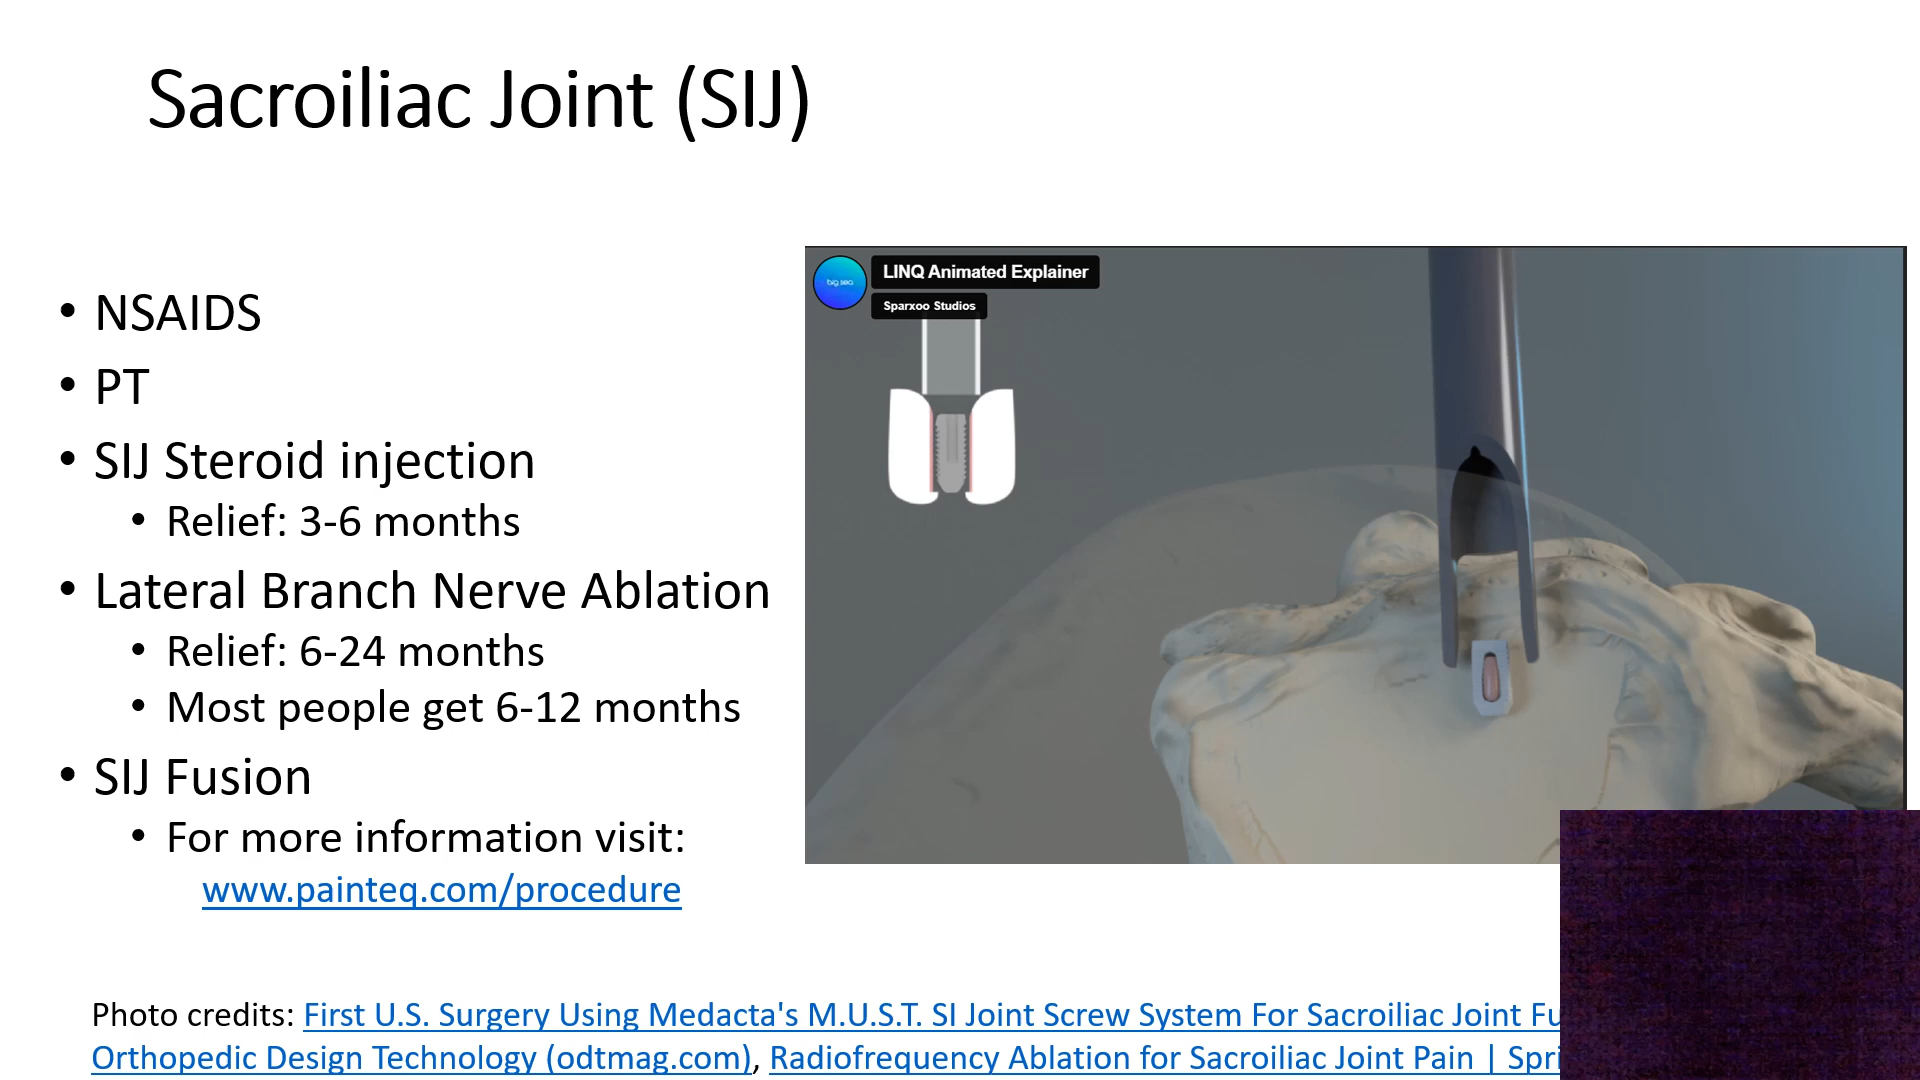 Sacroiliac Joint (SIJ)
• NSAIDS
• PT
• SIJ Steroid injection
• Relief: 3-6 months
• Lateral Branch Nerve Ablation
• Relief: 6-24 months
• Most people get 6-12 months
• SIJ Fusion
• For more information visit:
www.painteq.com/procedure
big sea
LINQ Animated Explainer
Sparxoo Studios
Photo credits: First U.S. Surgery Using Medacta's M.U.S.T. SI Joint Screw System For Sacroiliac Joint
Orthopedic Design Technology (odtmag.com), Radiofrequency Ablation for Sacroiliac Joint Pain |